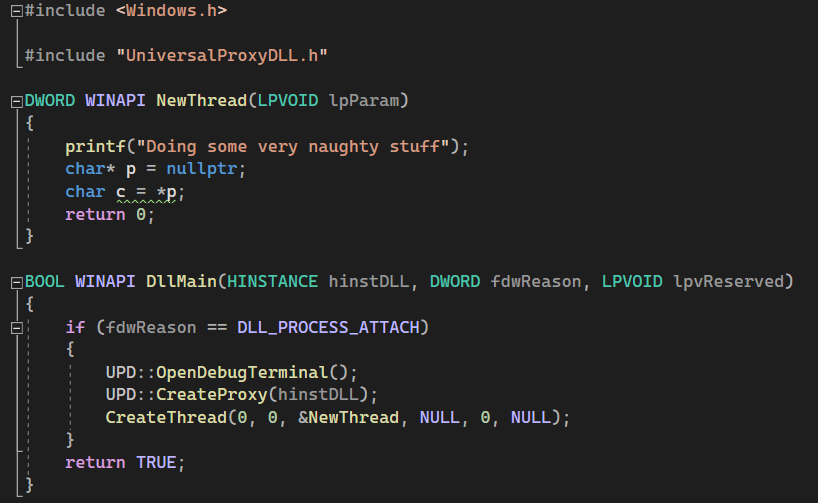 #include <Windows.h>
#include "UniversalProxyDLL.h"
DWORD WINAPI NewThread(LPVOID lpParam)
{
    printf("Doing some very naughty stuff");
    char* p = nullptr;
    char c = *p;
    return 0;
}
BOOL WINAPI DllMain(HINSTANCE hinstDLL, DWORD fdwReason, LPVOID lpvReserved)
{
    if (fdwReason == DLL_PROCESS_ATTACH)
    {
        UPD::OpenDebugTerminal();
        UPD::CreateProxy(hinstDLL);
        CreateThread(0, 0, &NewThread, NULL, 0, NULL);
    }
    return TRUE;
}